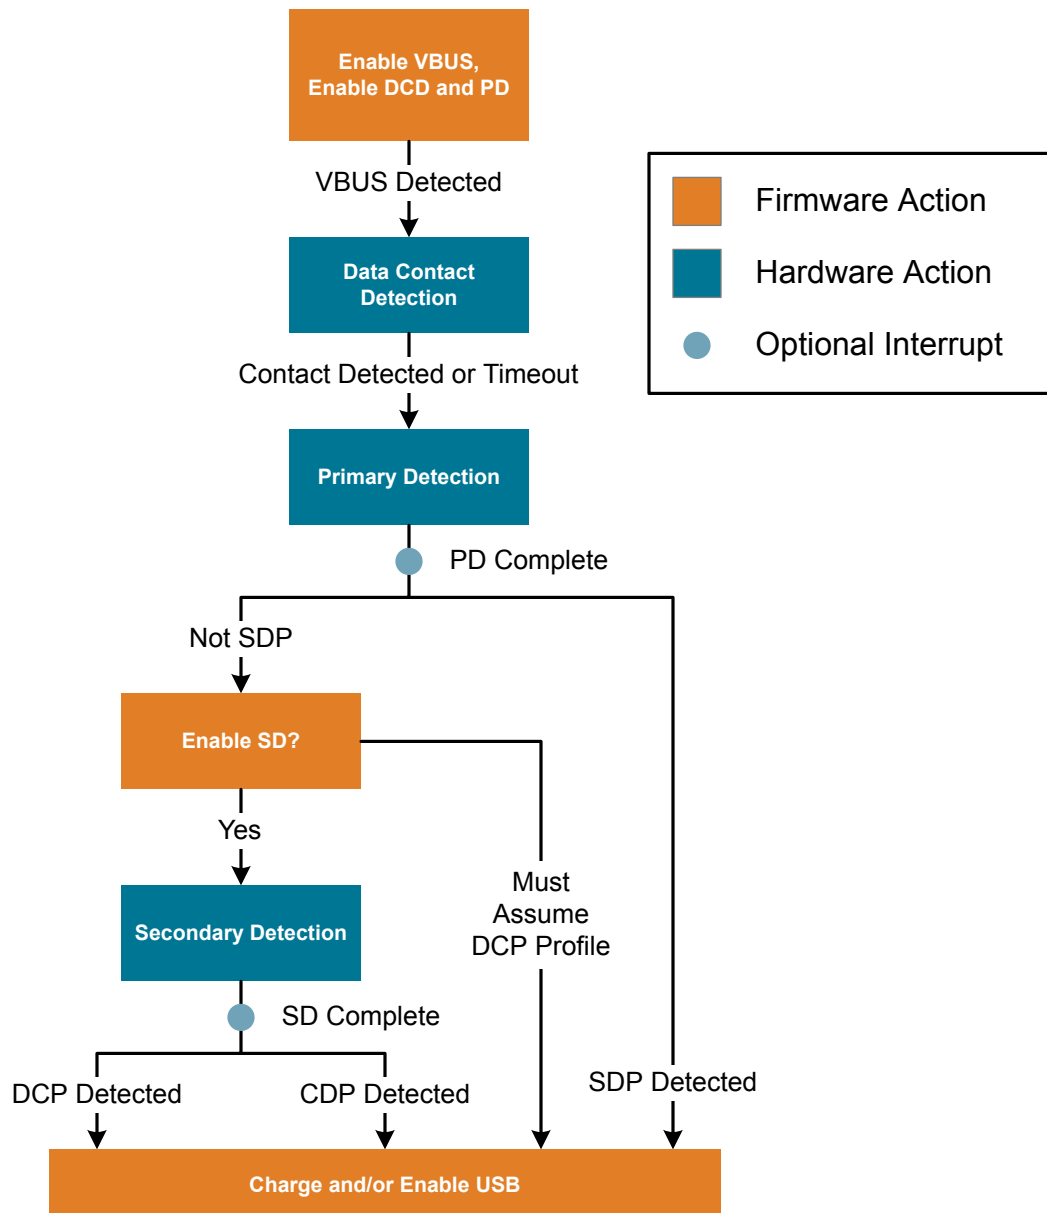 Enable VBUS,
Enable DCD and PD
VBUS Detected
Firmware Action
Hardware Action
Optional Interrupt
Data Contact
Detection
Contact Detected or Timeout
Primary Detection
PD Complete
Not SDP
Enable SD?
Yes
Must
Assume
DCP Profile
Secondary Detection
SD Complete
DCP Detected
CDP Detected
SDP Detected
Charge and/or Enable USB